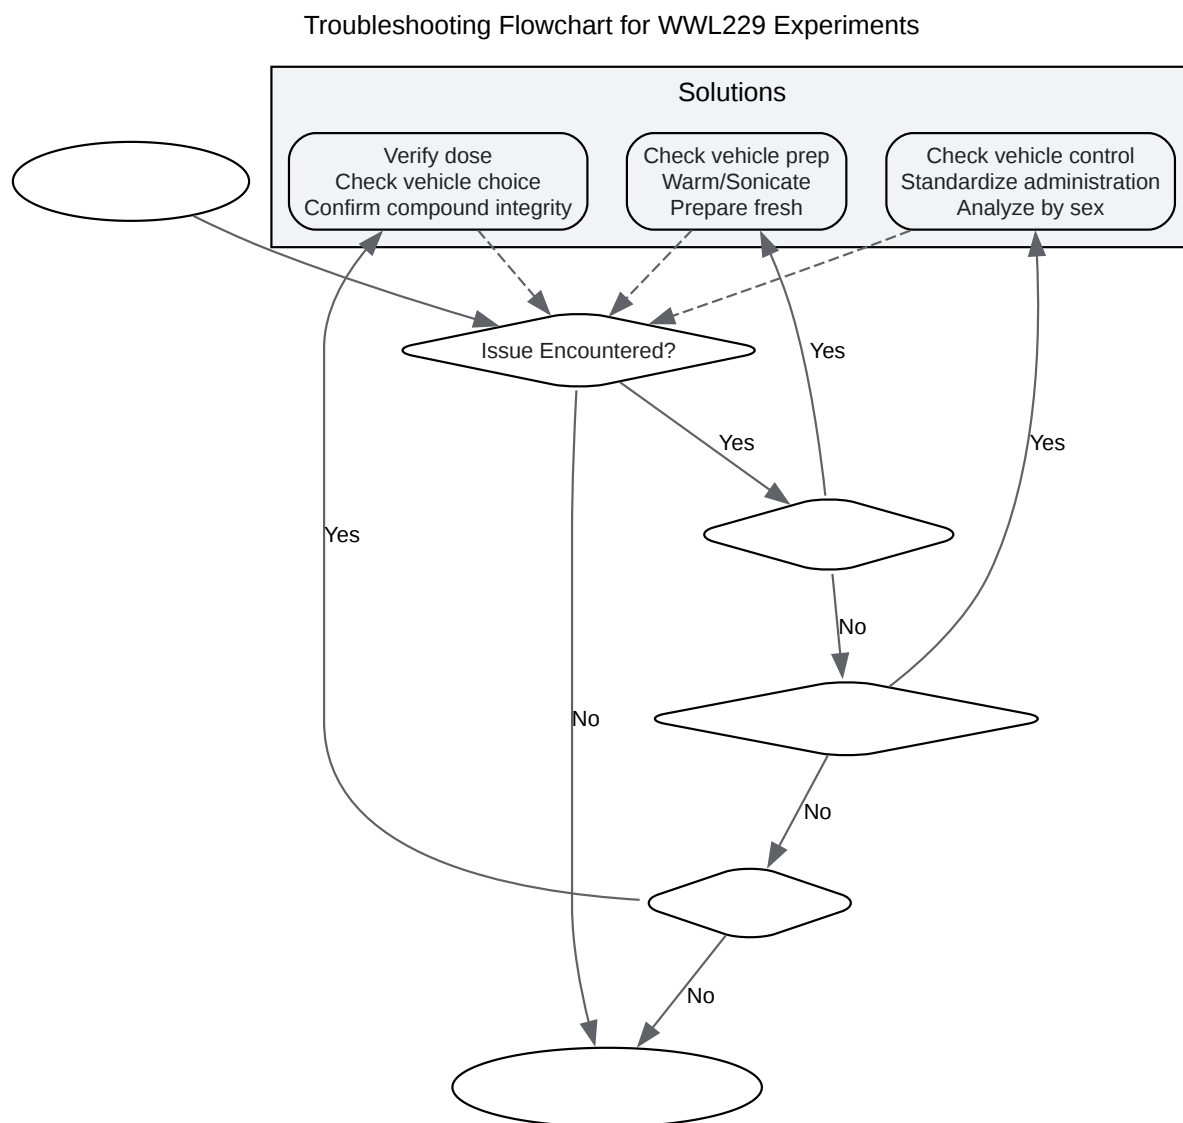 Troubleshooting Flowchart for WWL229 Experiments
Solutions
Verify dose
Check vehicle choice
Confirm compound integrity
Check vehicle prep
Warm/Sonicate
Prepare fresh
Check vehicle control
Standardize administration
Analyze by sex
Issue Encountered?
Yes
Yes
Yes
Yes
No
No
No
No